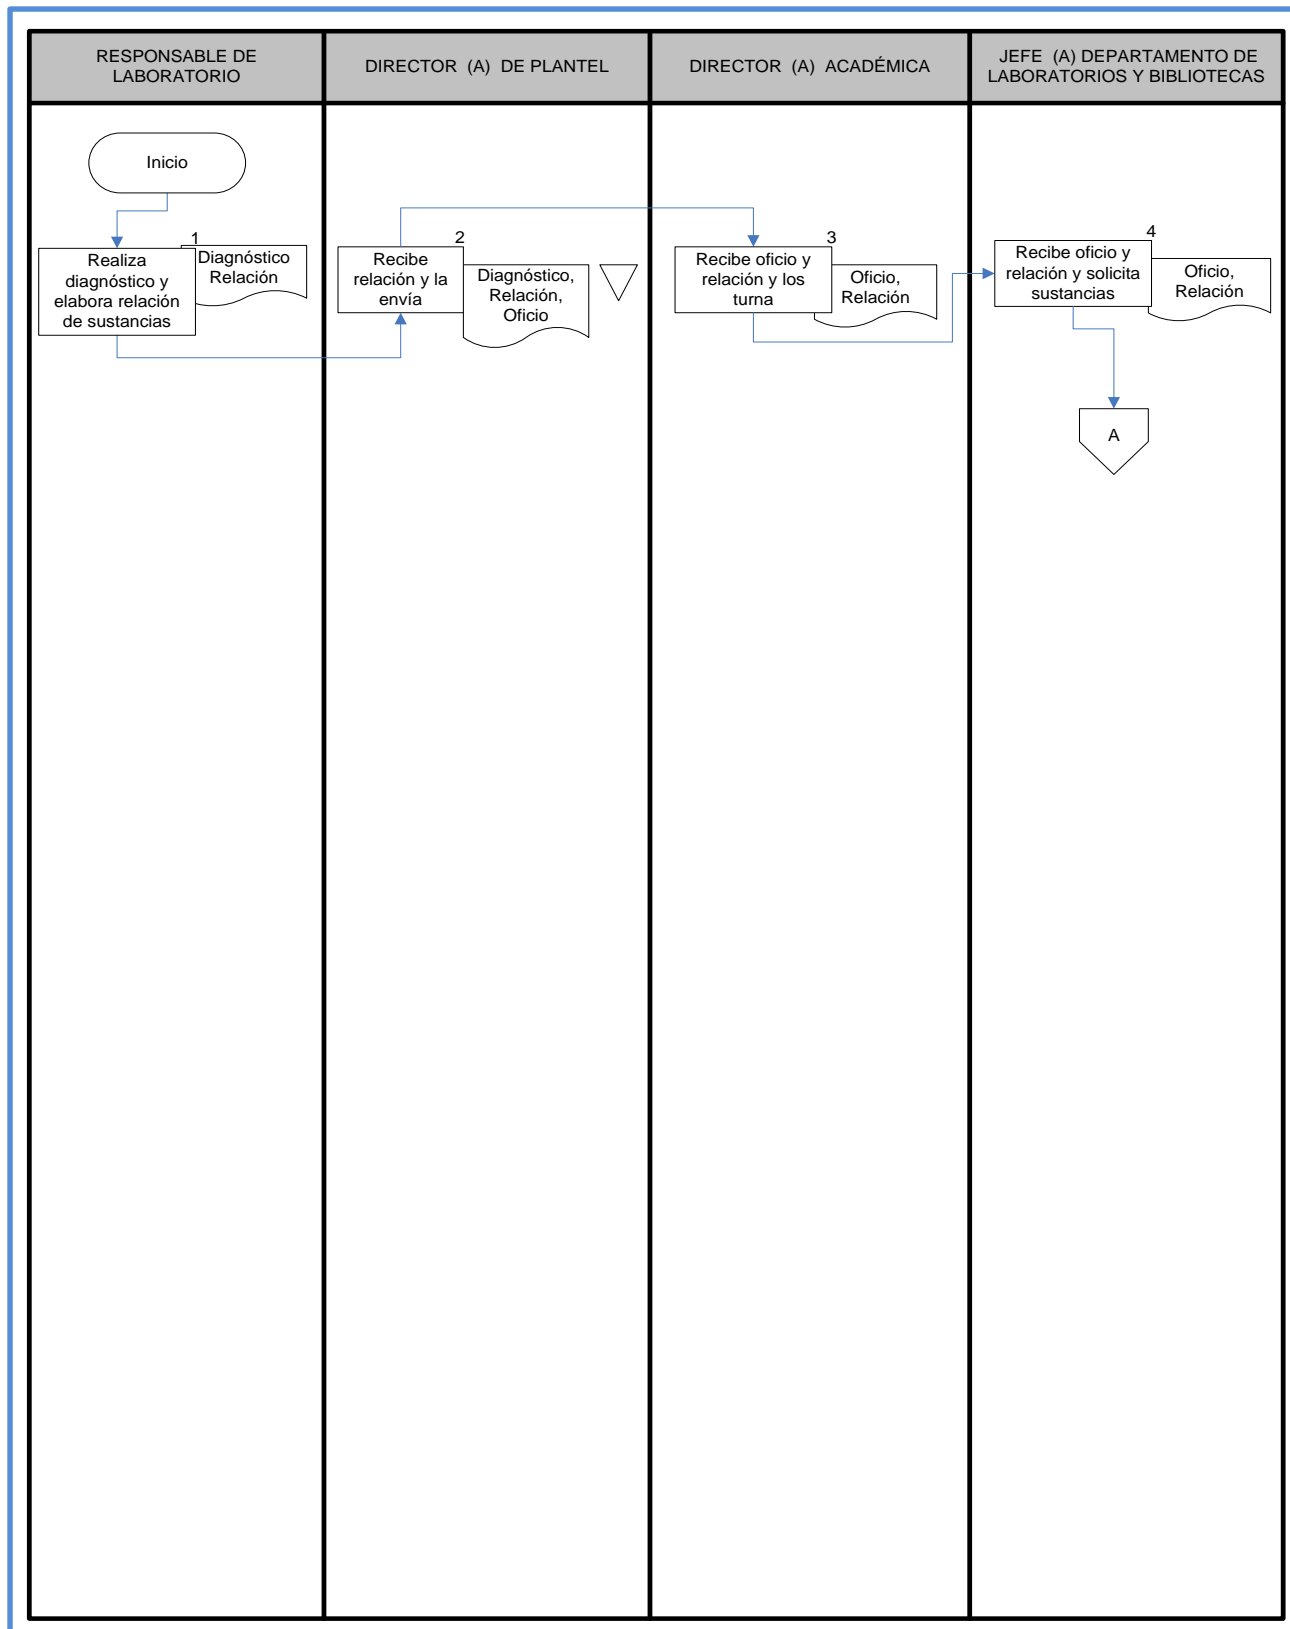 RESPONSABLE DE
LABORATORIO
DIRECTOR (A) DE PLANTEL
DIRECTOR (A) ACADÉMICA
JEFE (A) DEPARTAMENTO DE
LABORATORIOS Y BIBLIOTECAS
Inicio
1
Realiza
diagnóstico y
elabora relación
de sustancias
Diagnóstico
Relación
2
Recibe
relación y la
envía
Diagnóstico,
Relación,
Oficio
3
Recibe oficio y
relación y los
turna
Oficio,
Relación
4
Recibe oficio y
relación y solicita
sustancias
Oficio,
Relación
A